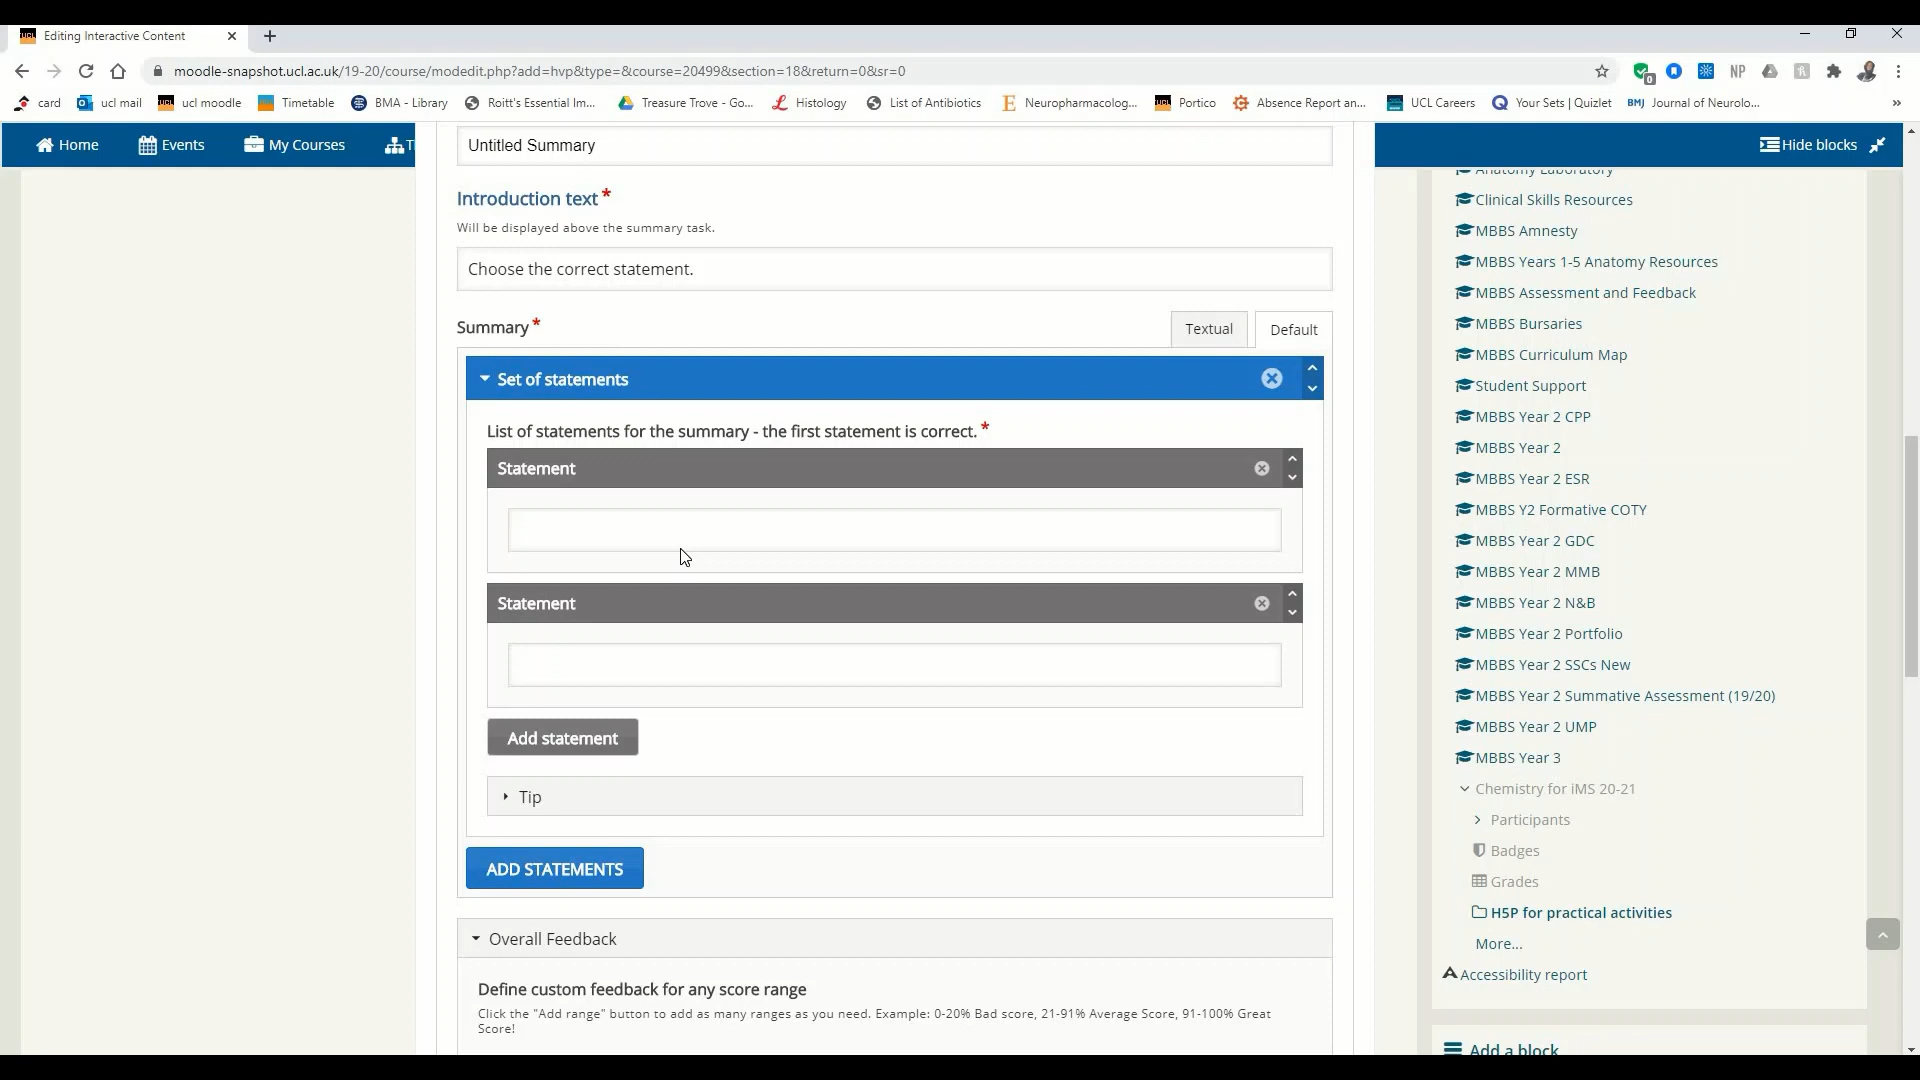 Editing Interactive Content
moodle-snapshot.ucl.ac.uk/19-20/course/modedit.php?add=hvp&type=&course=20499&section=18&return=0&sr=0
0
NP
card
ucl mail
UCL
ucl moodle
Timetable
BMA - Library
Roitt's Essential Im...
Treasure Trove - Go...
Histology
List of Antibiotics
Neuropharmacolog...
Portico
Absence Report an...
UCL Careers
Your Sets | Quizlet
BMJ
Journal of Neurolo...
Home
Events
My Courses
Hide blocks
Untitled Summary
Introduction text*
Will be displayed above the summary task.
Choose the correct statement.
Summary*
Textual
Default
Set of statements
List of statements for the summary - the first statement is correct.*
Statement
Statement
Add statement
Tip
ADD STATEMENTS
Overall Feedback
Define custom feedback for any score range
Click the "Add range" button to add as many ranges as you need. Example: 0-20% Bad score, 21-91% Average Score, 91-100% Great
Score!
Anatomy Laboratory
Clinical Skills Resources
MBBS Amnesty
MBBS Years 1-5 Anatomy Resources
MBBS Assessment and Feedback
MBBS Bursaries
MBBS Curriculum Map
Student Support
MBBS Year 2 CPP
MBBS Year 2
MBBS Year 2 ESR
MBBS Y2 Formative COTY
MBBS Year 2 GDC
MBBS Year 2 MMB
MBBS Year 2 N&B
MBBS Year 2 Portfolio
MBBS Year 2 SSCs New
MBBS Year 2 Summative Assessment (19/20)
MBBS Year 2 UMP
MBBS Year 3
Chemistry for iMS 20-21
Participants
Badges
Grades
H5P for practical activities
More...
Accessibility report
Add a block